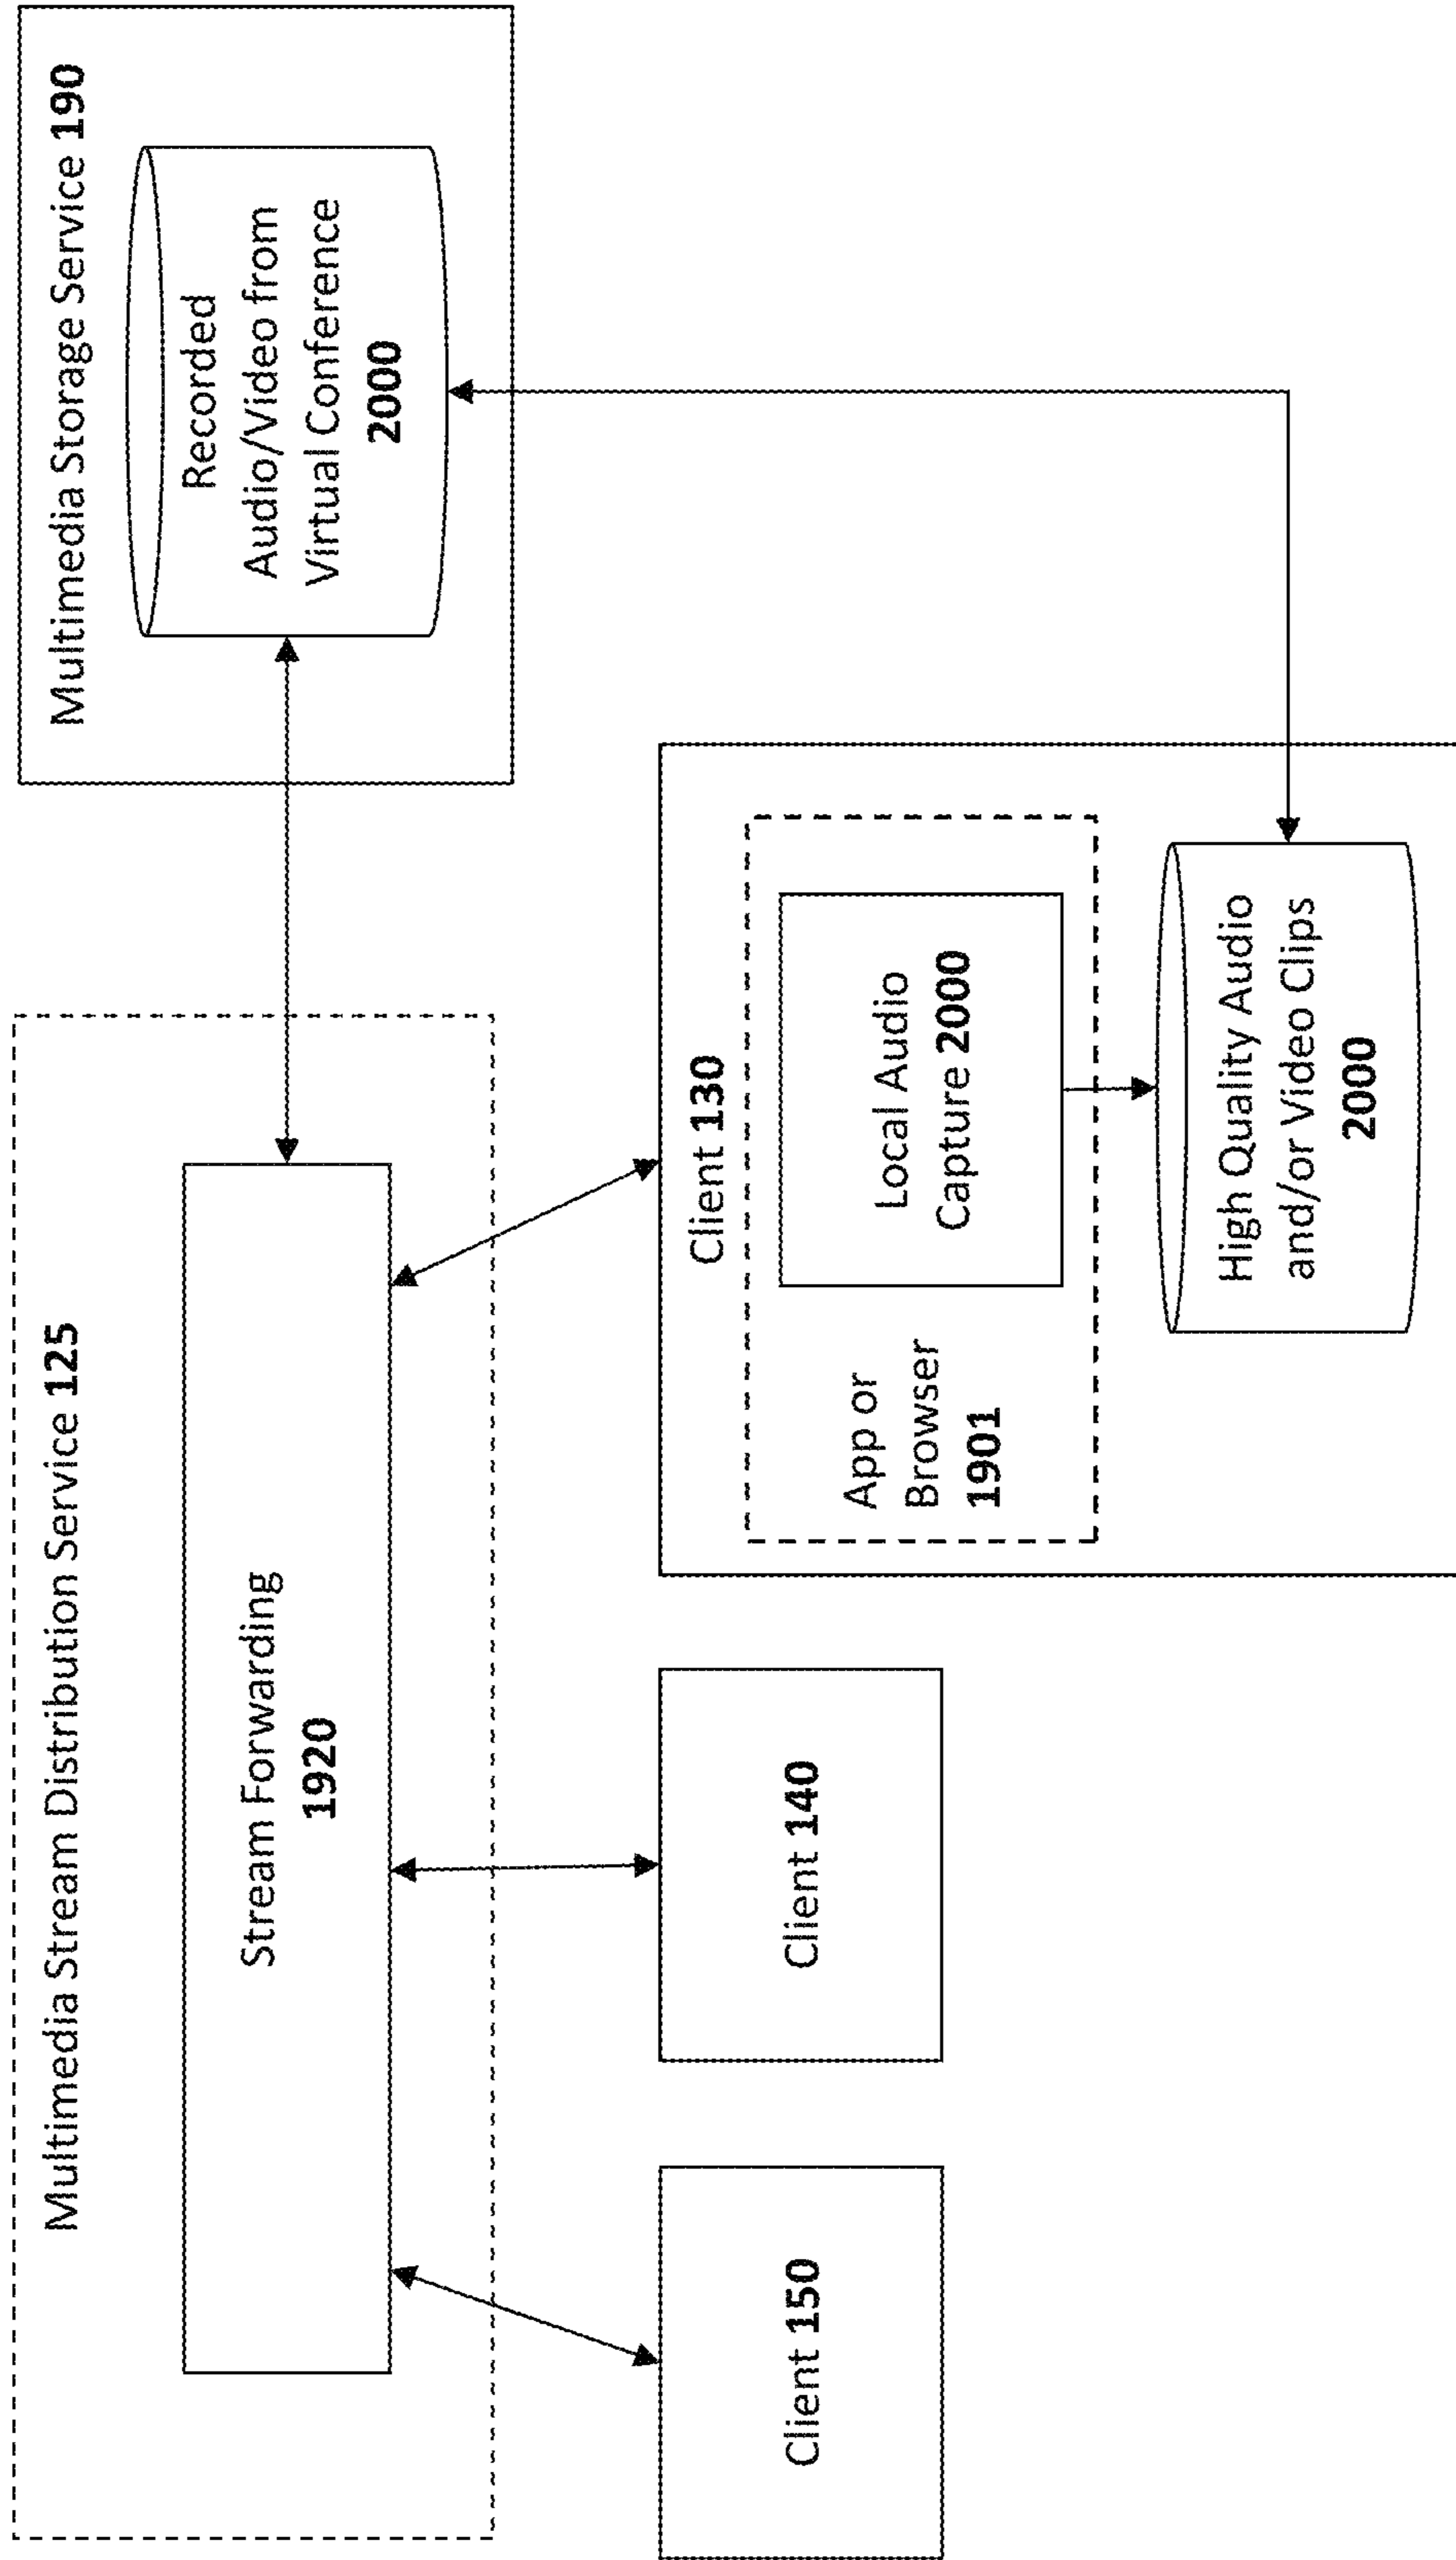 Multimedia Stream Distribution Service 125
Stream Forwarding
1920
Multimedia Storage Service 190
Recorded
Audio/Video from
Virtual Conference
2000
Client 150
Client 140
Client 130
App or
Browser
1901
Local Audio
Capture 2000
High Quality Audio
and/or Video Clips
2000